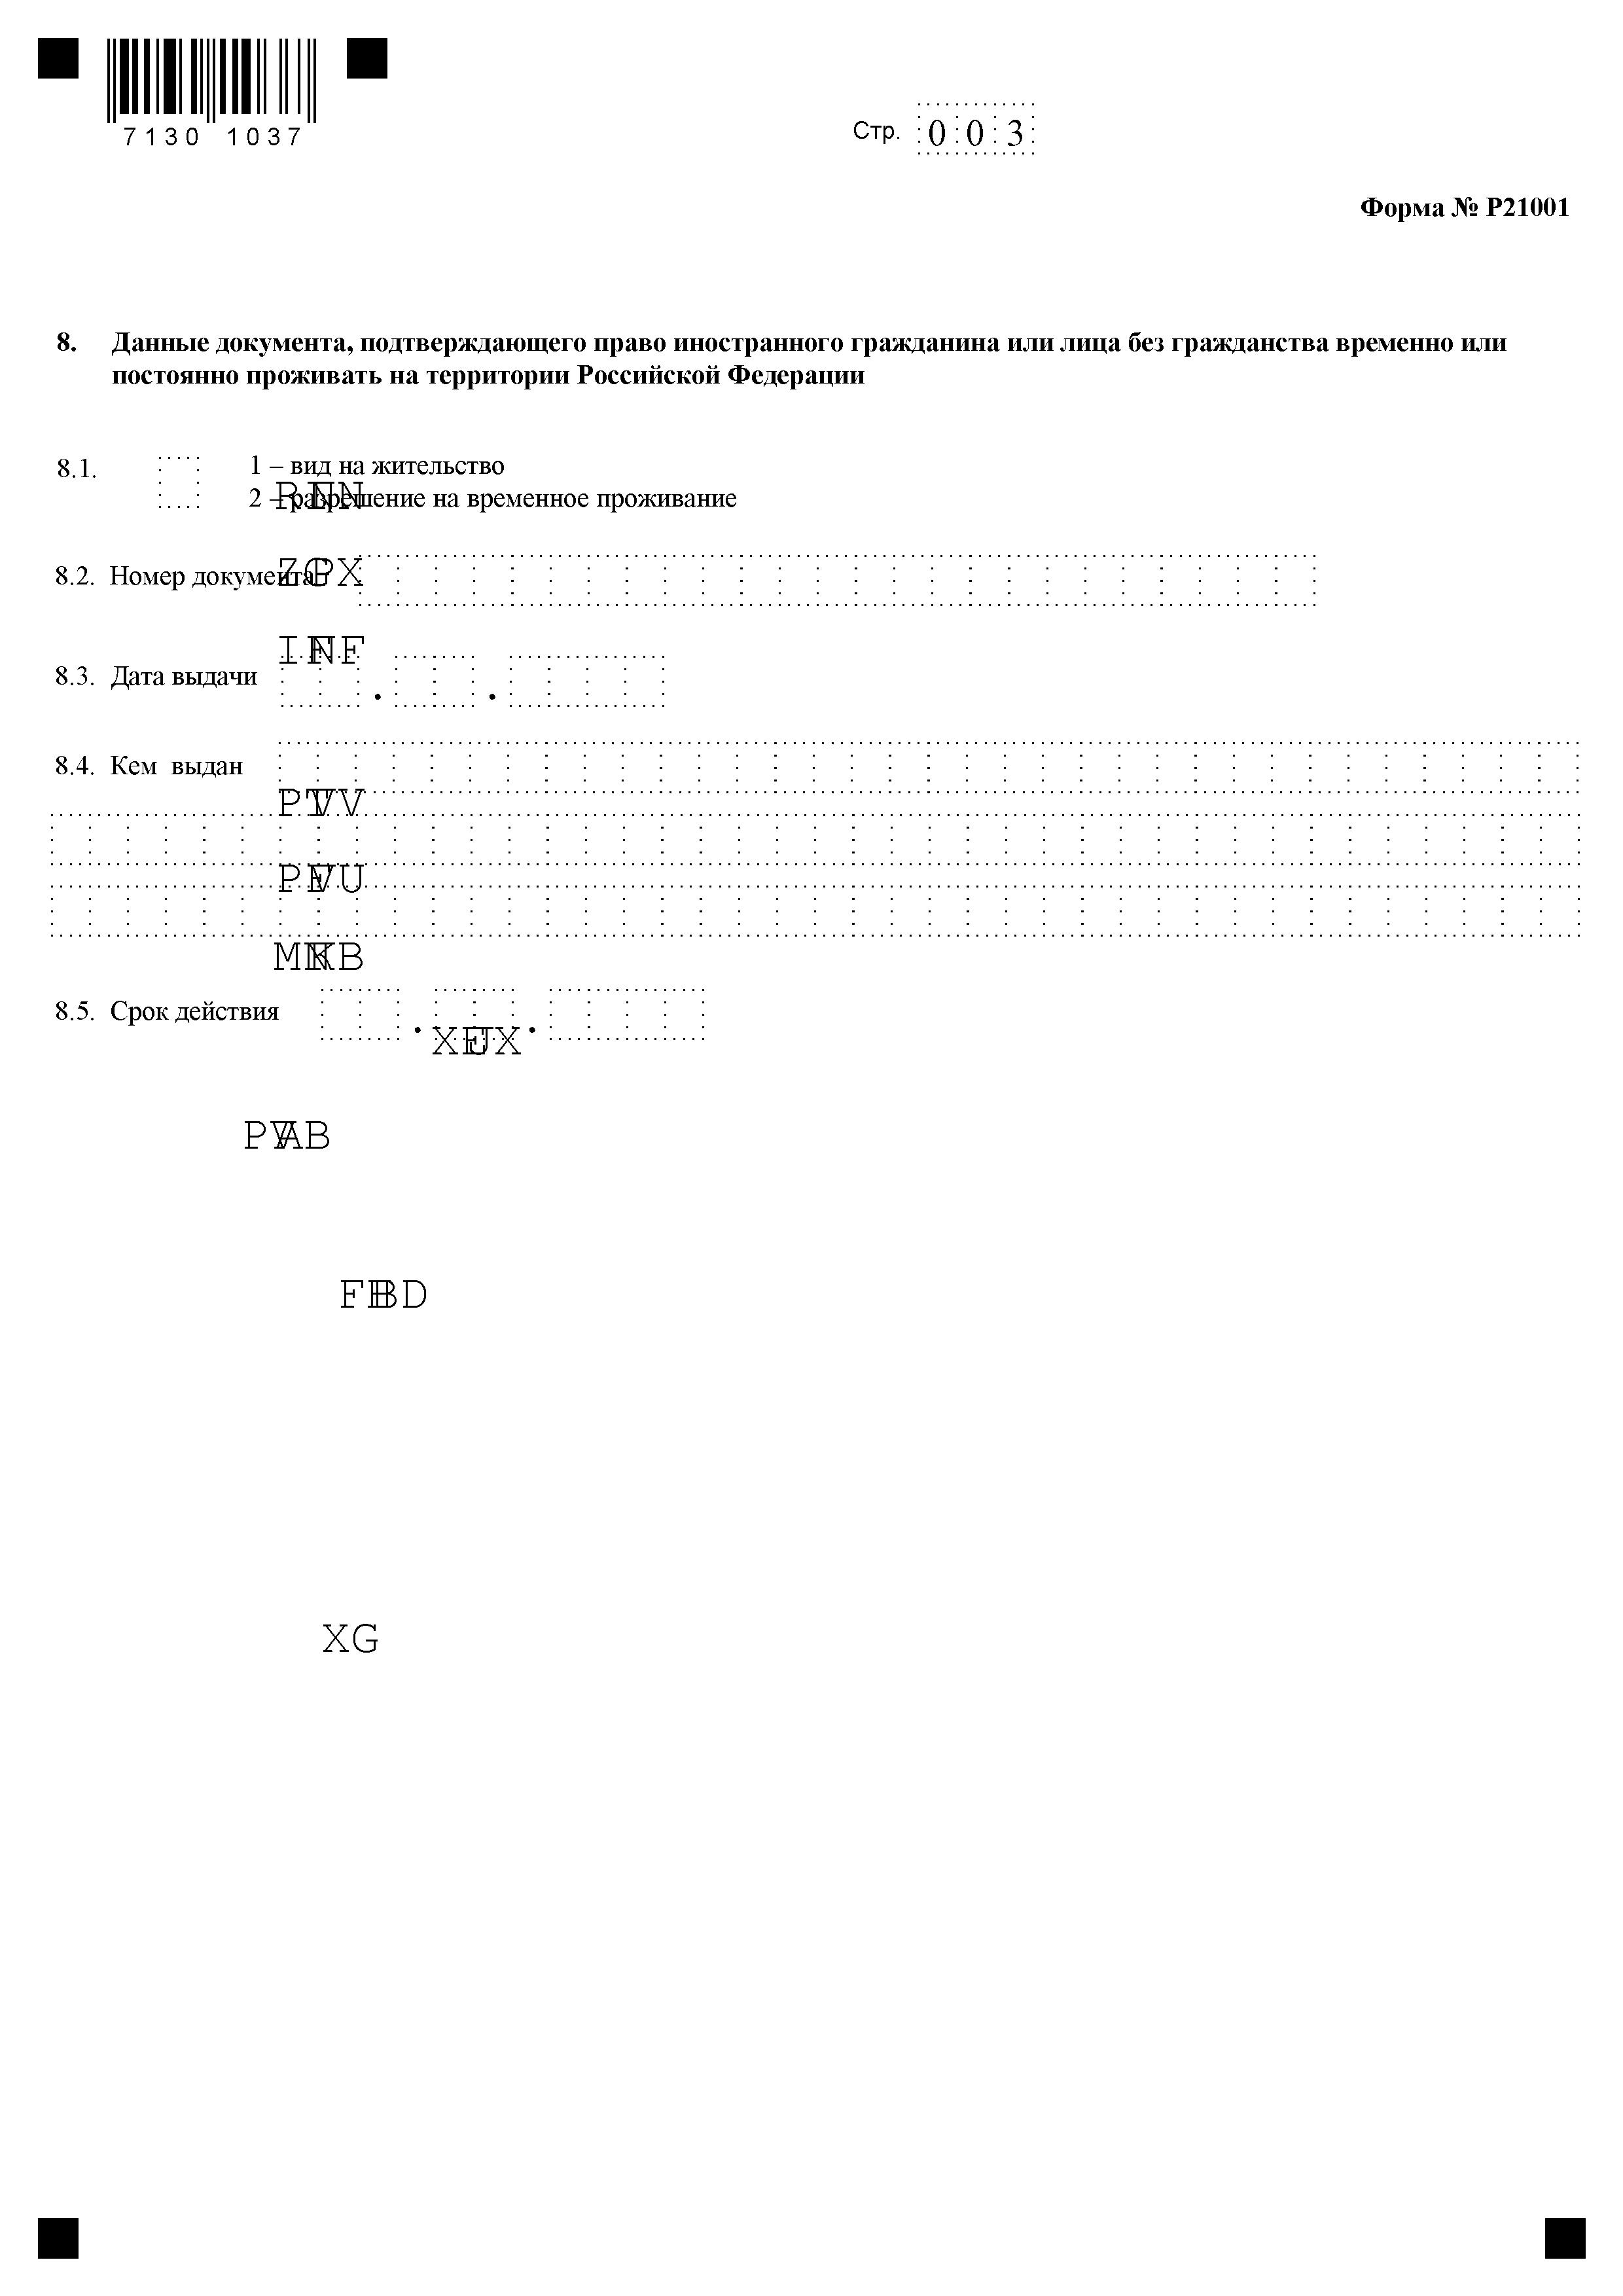 7130 1037
Стр. 003
Форма № Р21001
8. Данные документа, подтверждающего право иностранного гражданина или лица без гражданства временно или
постоянно проживать на территории Российской Федерации
8.1.
1 – вид на жительство
2 – разрешение на временное проживание
8.2. Номер документа
8.3. Дата выдачи
8.4. Кем выдан
8.5. Срок действия
XG